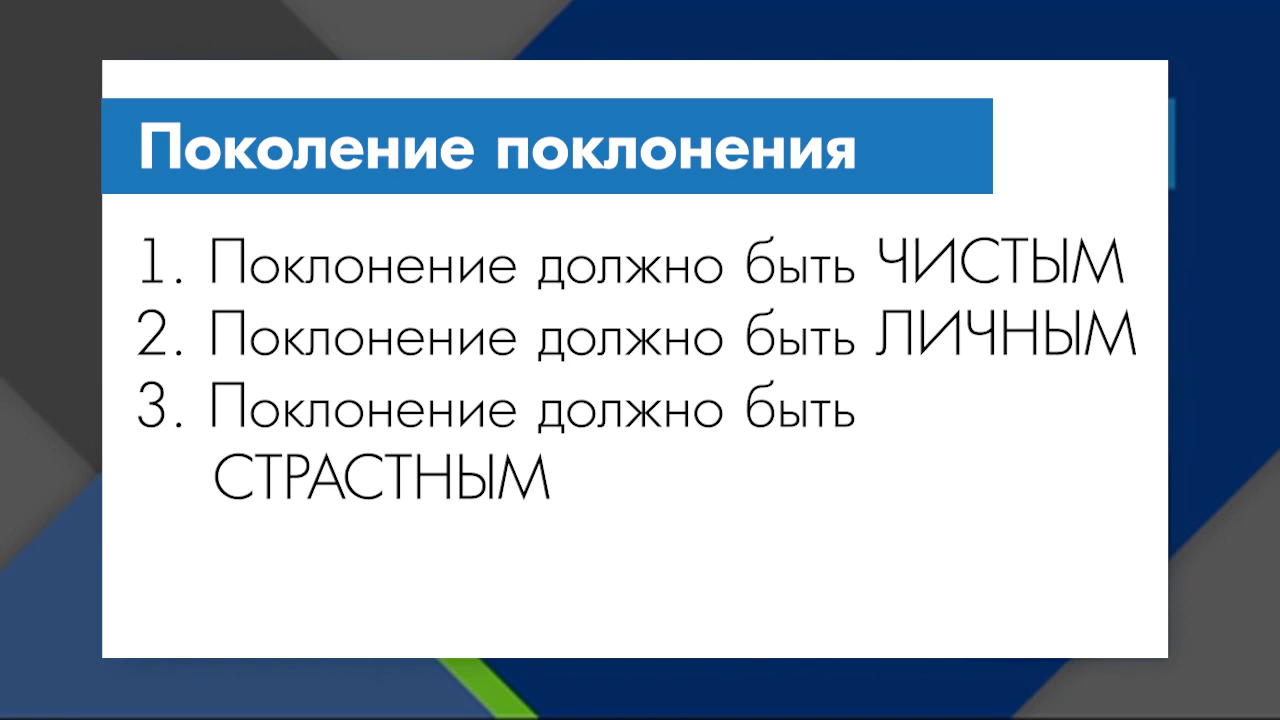 Поколение поклонения
1. Поклонение должно быть ЧИСТЫМ
2. Поклонение должно быть ЛИЧНЫМ
3. Поклонение должно быть
СТРАСТНЫМ